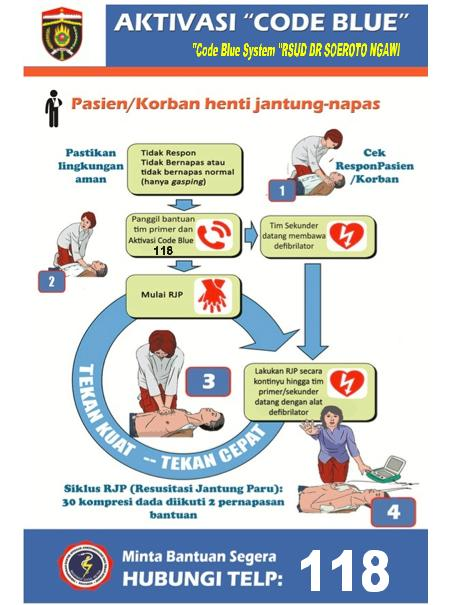 AKTIVASI "CODE BLUE"
"Code Blue System "RSUD DR SOEROTO NGAWI
Pasien/Korban henti jantung-napas
Pastikan
lingkungan
aman
Tidak Respon
Tidak Bernapas atau
tidak bernapas normal
(hanya gasping)
Cek
ResponPasien
/Korban
1
Panggil bantuan
tim primer dan
Aktivasi Code Blue
118
Tim Sekunder
datang membawa
defibrilator
2
Mulai RJP
3
Lakukan RJP secara
kontinyu hingga tim
primer/sekunder
datang dengan alat
defibrilator
TEKAN KUAT -- TEKAN CEPAT
Siklus RJP (Resusitasi Jantung Paru):
30 kompresi dada diikuti 2 pernapasan
bantuan
4
Minta Bantuan Segera
HUBUNGI TELP: 118